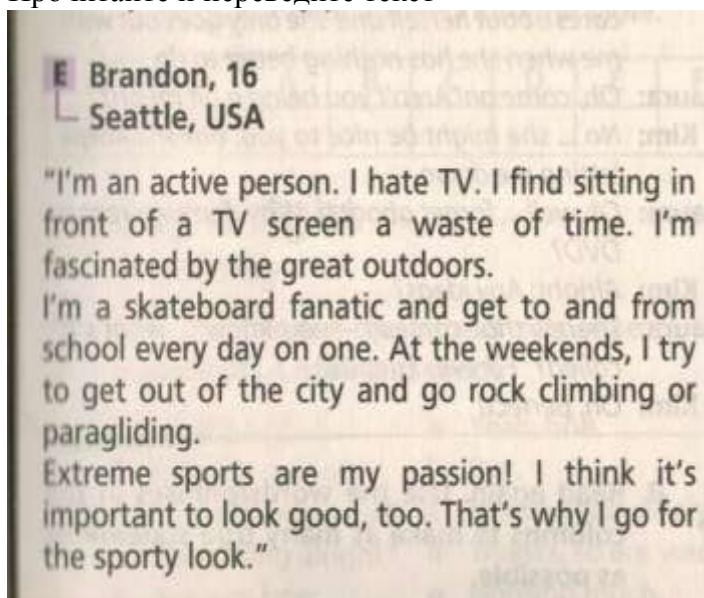 Прочитайте и переведите текст
E Brandon, 16
Seattle, USA
"I'm an active person. I hate TV. I find sitting in
front of a TV screen a waste of time. I'm
fascinated by the great outdoors.
I'm a skateboard fanatic and get to and from
school every day on one. At the weekends, I try
to get out of the city and go rock climbing or
paragliding.
Extreme sports are my passion! I think it's
important to look good, too. That's why I go for
the sporty look."